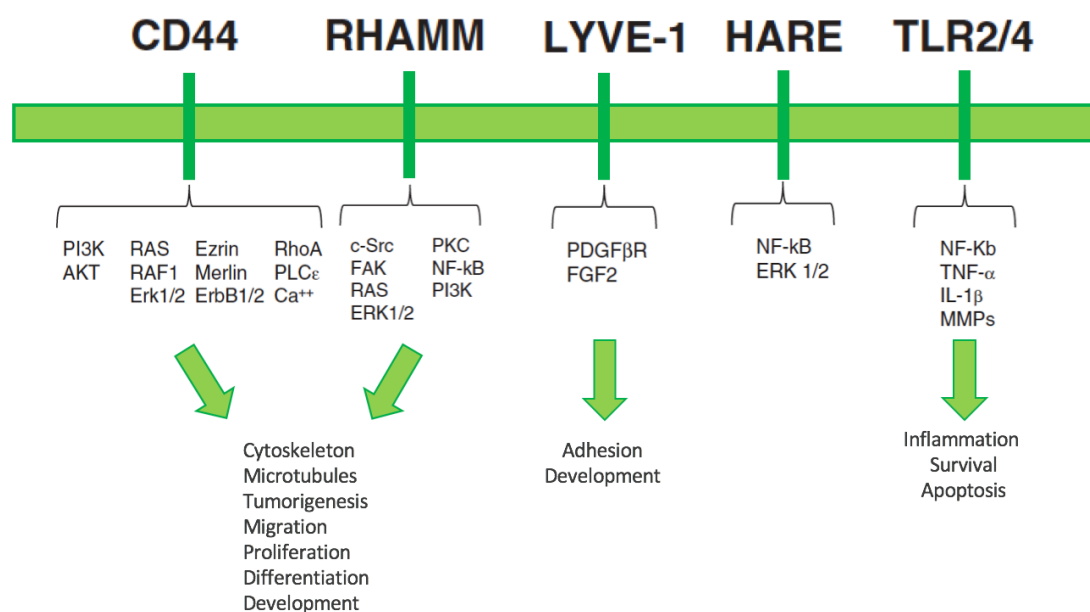 CD44 RHAMM LYVE-1 HARE TLR2/4
PI3K
AKT
RAS
RAF1
Erk1/2
Ezrin
Merlin
ErbB1/2
RhoA
PLCε
Ca⁺⁺
c-Src
FAK
RAS
ERK1/2
PKC
NF-kB
PI3K
PDGFβR
FGF2
NF-kB
ERK 1/2
NF-Kb
TNF-α
IL-1β
MMPs
Cytoskeleton
Microtubules
Tumorigenesis
Migration
Proliferation
Differentiation
Development
Adhesion
Development
Inflammation
Survival
Apoptosis